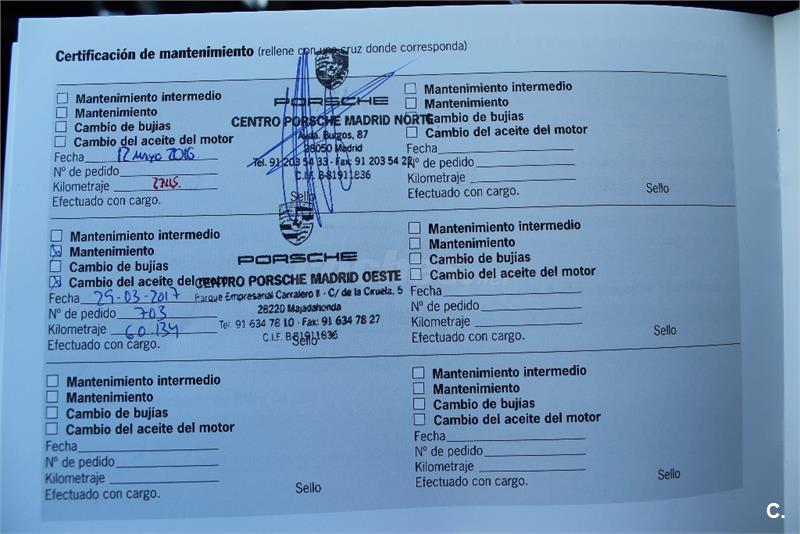 Certificación de mantenimiento (rellene con una cruz donde corresponda)
Mantenimiento intermedio
Mantenimiento
Cambio de bujías
Cambio del aceite del motor
Fecha 12 mayo 2016
Nº de pedido
Kilometraje
Efectuado con cargo.
Sello
PORSCHE
CENTRO PORSCHE MADRID NORTE
Avda. Burgos, 87
28050 Madrid
Tel. 91 203 54 33 - Fax: 91 203 54 22
C.I.F. B-81911836
Mantenimiento intermedio
Mantenimiento
Cambio de bujías
Cambio del aceite del motor
Fecha
Nº de pedido
Kilometraje
Efectuado con cargo.
Sello
Mantenimiento intermedio
Mantenimiento
Cambio de bujías
Cambio del aceite del motor
Fecha 29-03-2017
Nº de pedido 703
Kilometraje 60.134
Efectuado con cargo.
Sello
PORSCHE
CENTRO PORSCHE MADRID OESTE
Parque Empresarial Carralero II - C/ de la Ciruela, 5
28220 Majadahonda
Tel: 91 634 78 10 - Fax: 91 634 78 27
C.I.F. B-81911836
Mantenimiento intermedio
Mantenimiento
Cambio de bujías
Cambio del aceite del motor
Fecha
Nº de pedido
Kilometraje
Efectuado con cargo.
Sello
Mantenimiento intermedio
Mantenimiento
Cambio de bujías
Cambio del aceite del motor
Fecha
Nº de pedido
Kilometraje
Efectuado con cargo.
Sello
Mantenimiento intermedio
Mantenimiento
Cambio de bujías
Cambio del aceite del motor
Fecha
Nº de pedido
Kilometraje
Efectuado con cargo.
Sello
C.